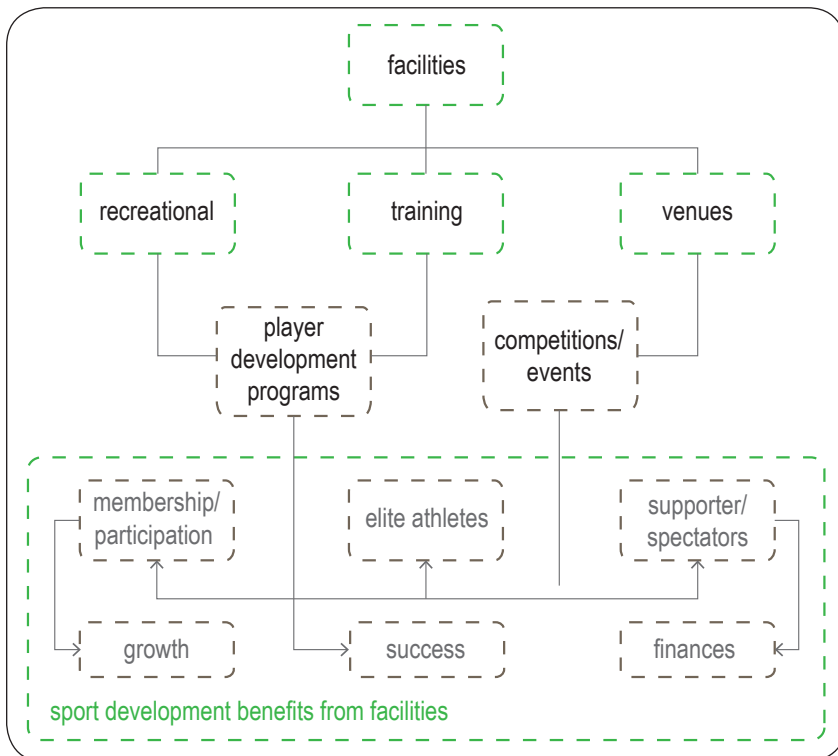 facilities
recreational
training
venues
player
development
programs
competitions/
events
membership/
participation
elite athletes
supporter/
spectators
growth
success
finances
sport development benefits from facilities